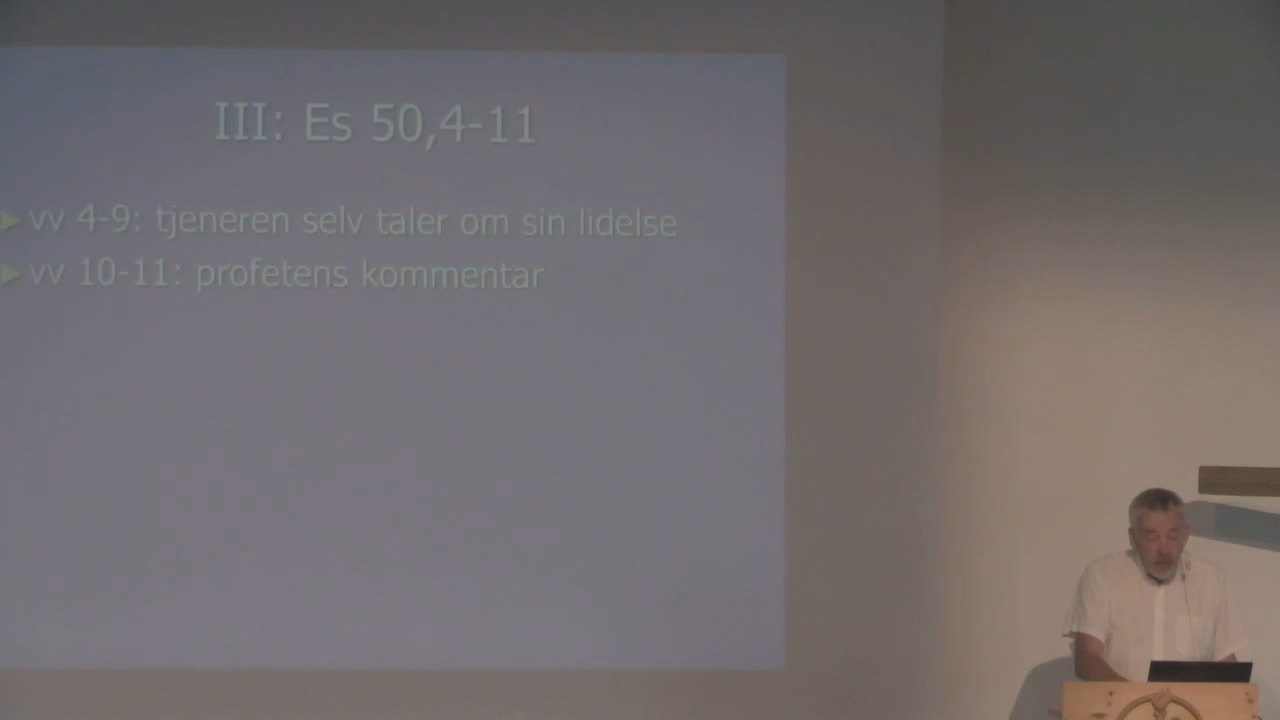 III: Es 50,4-11
► vv 4-9: tjeneren selv taler om sin lidelse
► vv 10-11: profetens kommentar